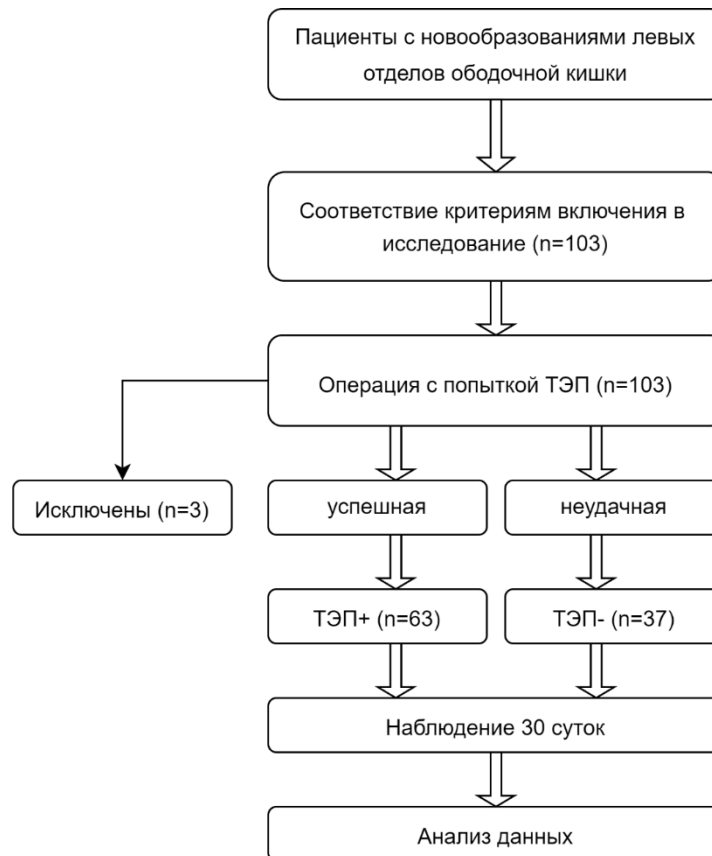 Пациенты с новообразованиями левых
отделов ободочной кишки
Соответствие критериям включения в
исследование (n=103)
Операция с попыткой ТЭП (n=103)
Исключены (n=3)
успешная
неудачная
ТЭП+ (n=63)
ТЭП- (n=37)
Наблюдение 30 суток
Анализ данных